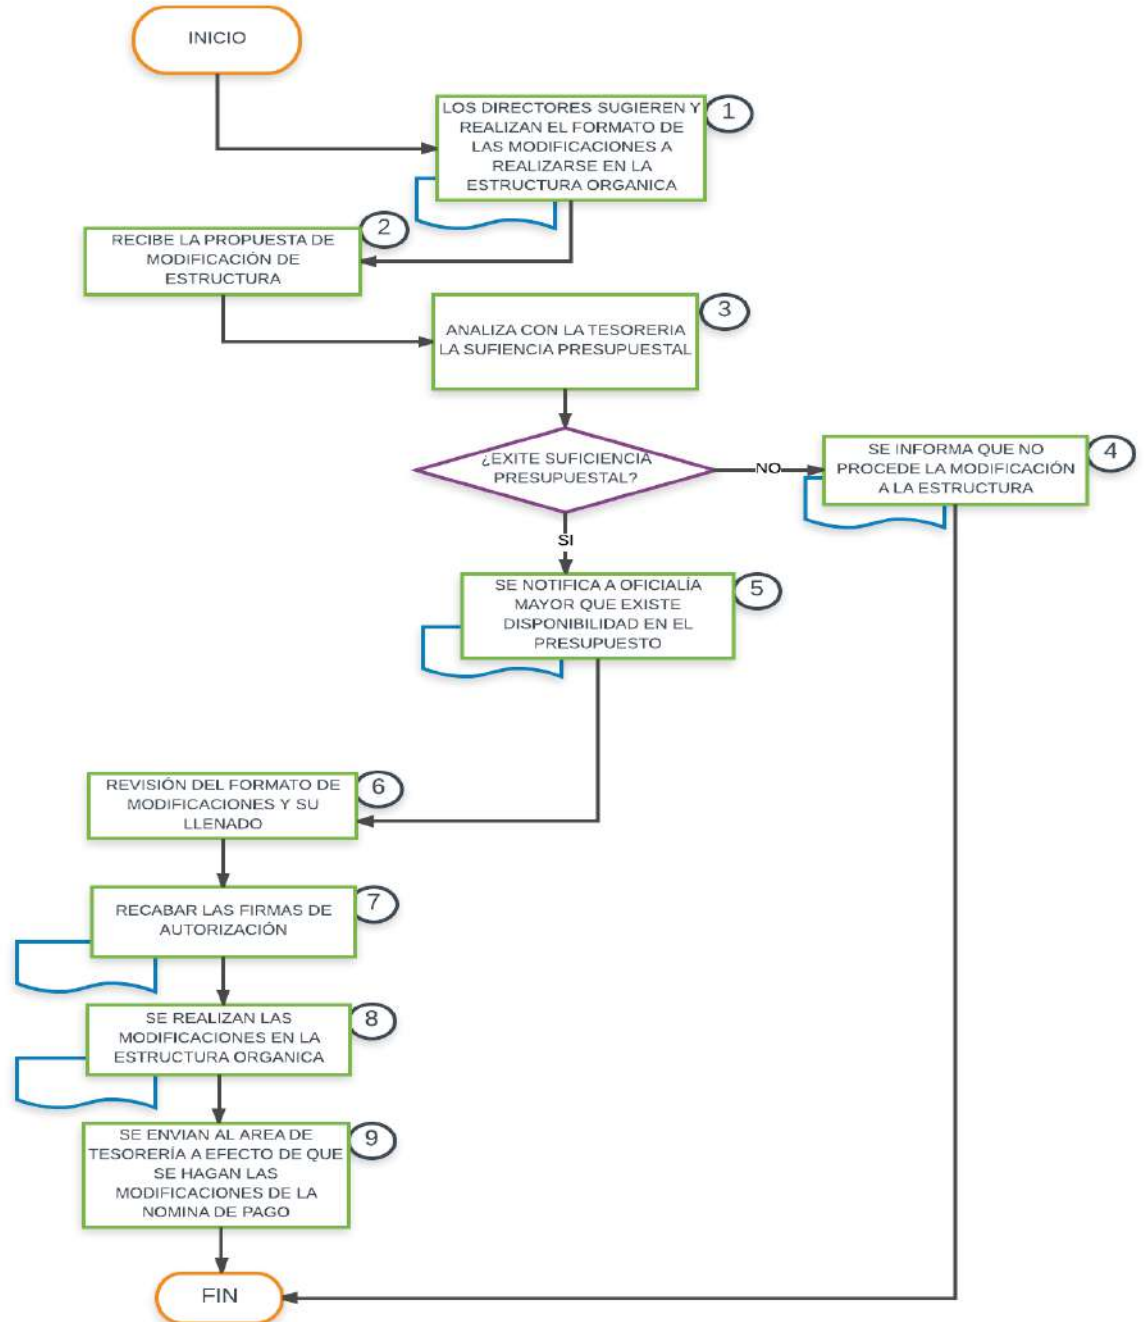 INICIO
LOS DIRECTORES SUGIEREN Y
REALIZAN EL FORMATO DE
LAS MODIFICACIONES A
REALIZARSE EN LA
ESTRUCTURA ORGANICA
1
RECIBE LA PROPUESTA DE
MODIFICACIÓN DE
ESTRUCTURA
2
ANALIZA CON LA TESORERIA
LA SUFIENCIA PRESUPUESTAL
3
¿EXITE SUFICIENCIA
PRESUPUESTAL?
NO
SE INFORMA QUE NO
PROCEDE LA MODIFICACIÓN
A LA ESTRUCTURA
4
SI
SE NOTIFICA A OFICIALÍA
MAYOR QUE EXISTE
DISPONIBILIDAD EN EL
PRESUPUESTO
5
REVISIÓN DEL FORMATO DE
MODIFICACIONES Y SU
LLENADO
6
RECABAR LAS FIRMAS DE
AUTORIZACIÓN
7
SE REALIZAN LAS
MODIFICACIONES EN LA
ESTRUCTURA ORGANICA
8
SE ENVIAN AL AREA DE
TESORERÍA A EFECTO DE QUE
SE HAGAN LAS
MODIFICACIONES DE LA
NOMINA DE PAGO
9
FIN